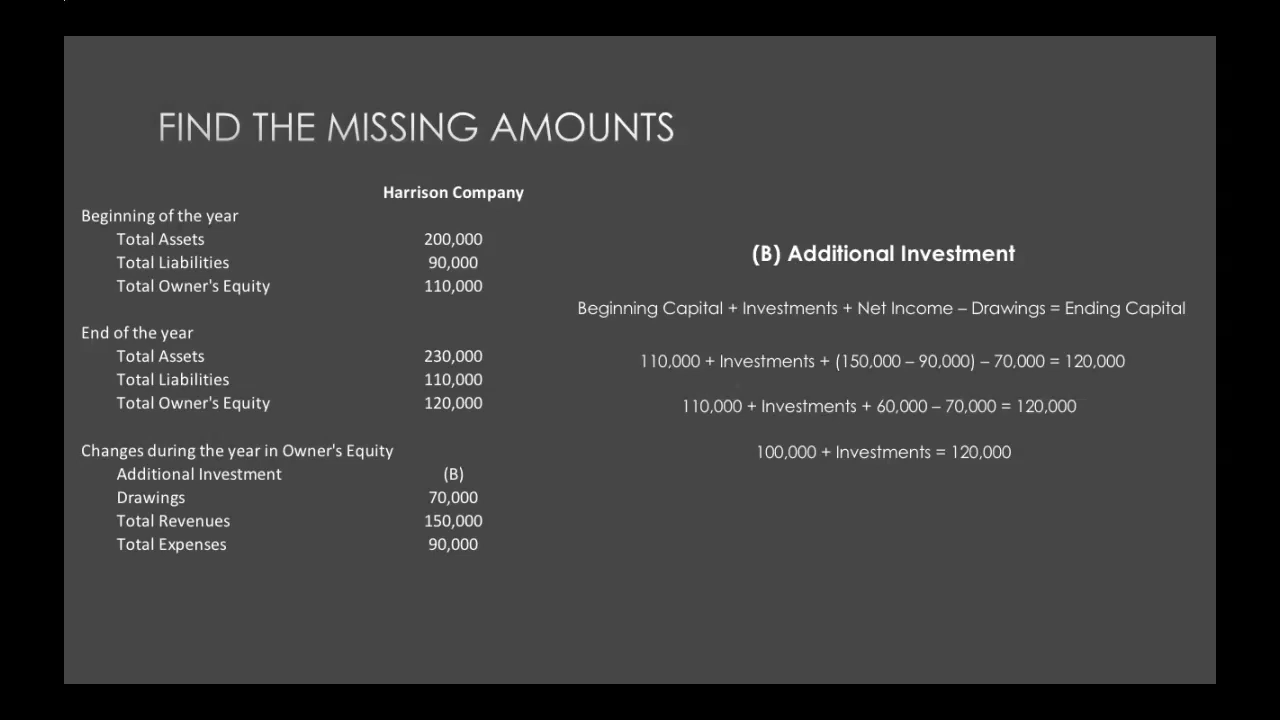 FIND THE MISSING AMOUNTS
Harrison Company
Beginning of the year
Total Assets 200,000
Total Liabilities 90,000
Total Owner's Equity 110,000
End of the year
Total Assets 230,000
Total Liabilities 110,000
Total Owner's Equity 120,000
Changes during the year in Owner's Equity
Additional Investment (B)
Drawings 70,000
Total Revenues 150,000
Total Expenses 90,000
(B) Additional Investment
Beginning Capital + Investments + Net Income – Drawings = Ending Capital
110,000 + Investments + (150,000 – 90,000) – 70,000 = 120,000
110,000 + Investments + 60,000 – 70,000 = 120,000
100,000 + Investments = 120,000